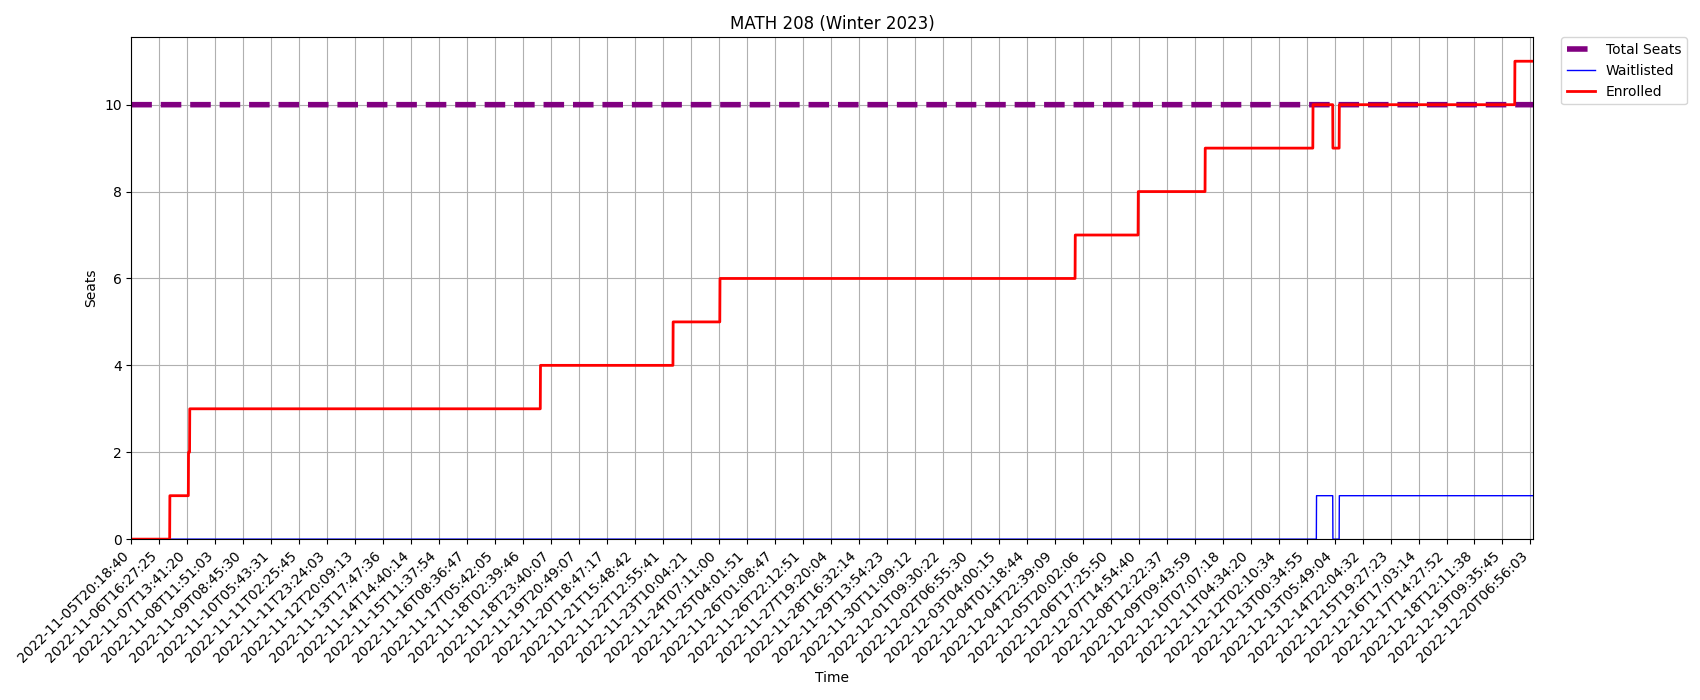 MATH 208 (Winter 2023)
Total Seats
Waitlisted
Enrolled
Seats
10
8
6
4
2
0
2022-11-05T20:18:40
2022-11-06T16:27:25
2022-11-07T13:41:20
2022-11-08T11:51:03
2022-11-09T08:45:30
2022-11-10T05:43:31
2022-11-11T02:25:45
2022-11-11T23:24:03
2022-11-12T20:09:13
2022-11-13T17:47:36
2022-11-14T14:40:14
2022-11-15T11:37:54
2022-11-16T08:36:47
2022-11-17T05:42:05
2022-11-18T02:39:46
2022-11-18T23:40:07
2022-11-19T20:49:07
2022-11-20T18:47:17
2022-11-21T15:48:42
2022-11-22T12:55:41
2022-11-23T10:04:21
2022-11-24T07:11:00
2022-11-25T04:01:51
2022-11-26T01:08:47
2022-11-26T22:12:51
2022-11-27T19:20:04
2022-11-28T16:32:14
2022-11-29T13:54:23
2022-11-30T11:09:12
2022-12-01T09:30:22
2022-12-02T06:55:30
2022-12-03T04:00:15
2022-12-04T01:18:44
2022-12-04T22:39:09
2022-12-05T20:02:06
2022-12-06T17:25:50
2022-12-07T14:54:40
2022-12-08T12:22:37
2022-12-09T09:43:59
2022-12-10T07:07:18
2022-12-11T04:34:20
2022-12-12T02:10:34
2022-12-13T00:34:55
2022-12-13T05:49:04
2022-12-14T22:04:32
2022-12-15T19:27:23
2022-12-16T17:03:14
2022-12-17T14:27:52
2022-12-18T12:11:38
2022-12-19T09:35:45
2022-12-20T06:56:03
Time